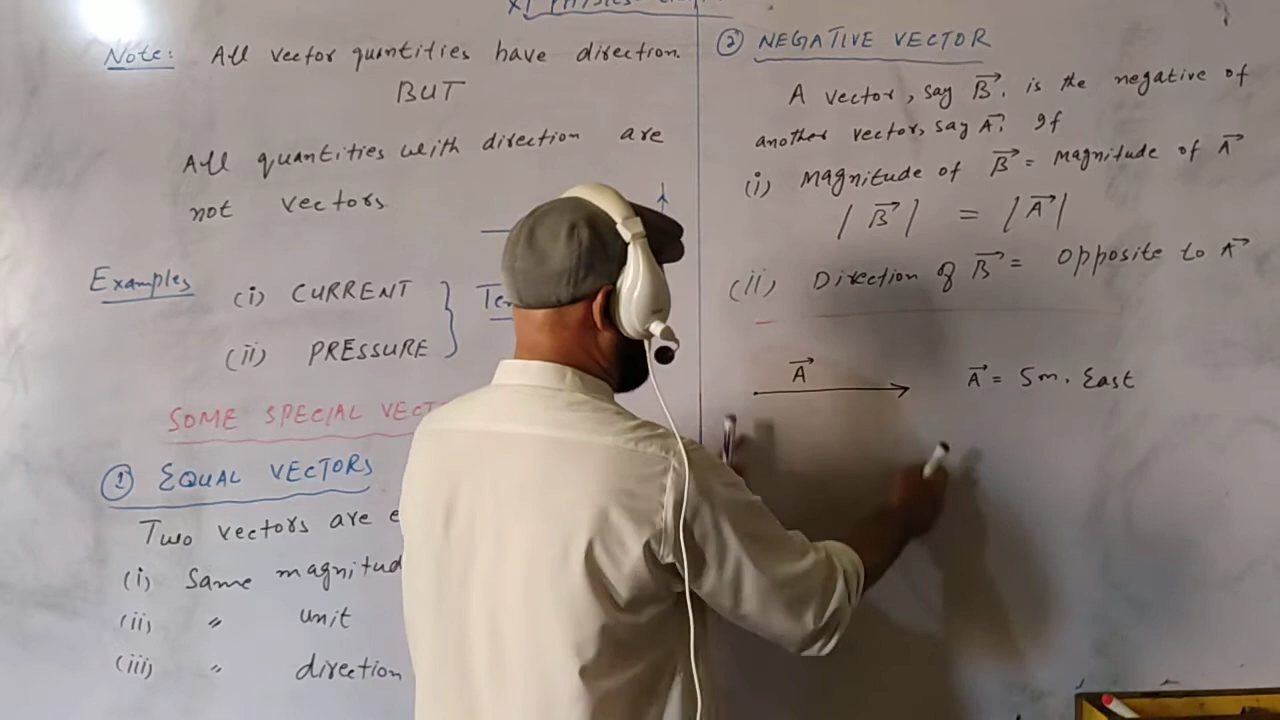 XI PHYSICS
Note: All vector quantities have direction.
BUT
All quantities with direction are
not vectors
Examples (i) CURRENT
(ii) PRESSURE
SOME SPECIAL
① EQUAL VECTORS
Two vectors are
(i) Same
(ii) " unit
(iii) " direction
② NEGATIVE VECTOR
A vector, say B⃗, is the negative of
another vector, say A⃗, If
(i) Magnitude of B⃗ = Magnitude of A⃗
|B⃗| = |A⃗|
(ii) Direction of B⃗ = Opposite to A⃗
A⃗
A⃗ = 5m. East